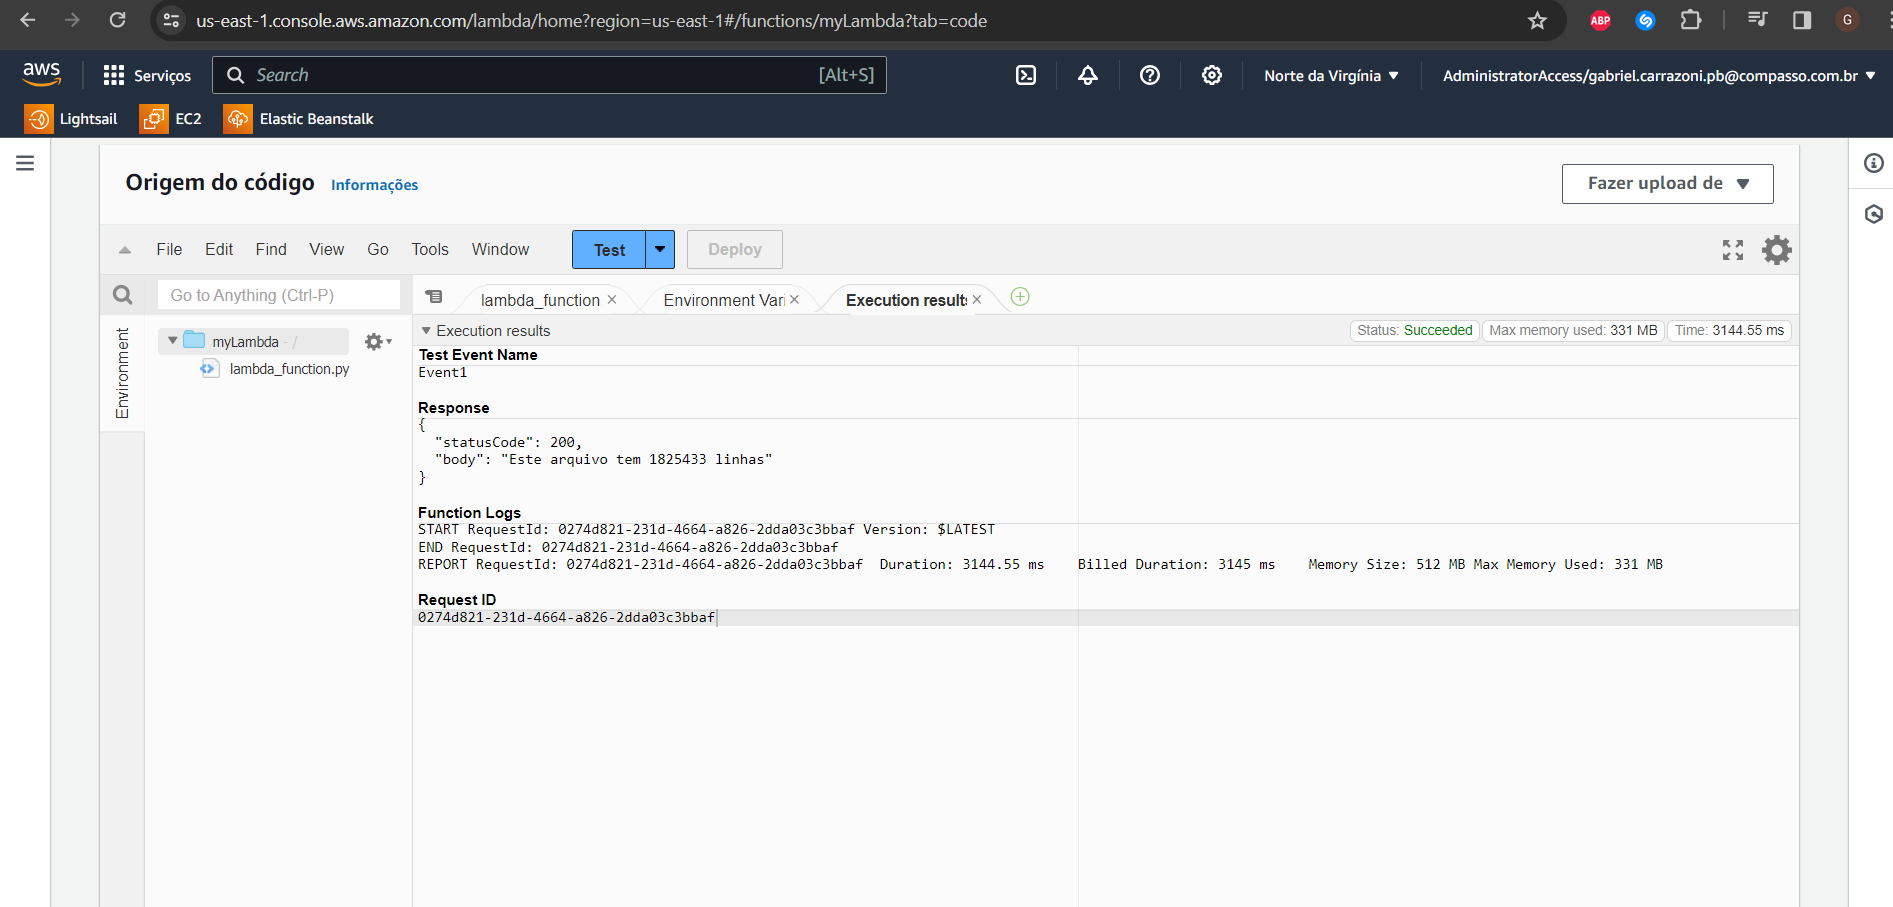 us-east-1.console.aws.amazon.com/lambda/home?region=us-east-1#/functions/myLambda?tab=code
ABP
G
aws
Serviços
Search
[Alt+S]
Norte da Virgínia
AdministratorAccess/gabriel.carrazoni.pb@compasso.com.br
Lightsail
EC2
Elastic Beanstalk
Origem do código
Informações
Fazer upload de
File Edit Find View Go Tools Window
Test
Deploy
Go to Anything (Ctrl-P)
lambda_function
Environment Vari
Execution results
Environment
myLambda - /
lambda_function.py
Execution results
Status: Succeeded
Max memory used: 331 MB
Time: 3144.55 ms
Test Event Name
Event1
Response
{
"statusCode": 200,
"body": "Este arquivo tem 1825433 linhas"
}
Function Logs
START RequestId: 0274d821-231d-4664-a826-2dda03c3bbaf Version: $LATEST
END RequestId: 0274d821-231d-4664-a826-2dda03c3bbaf
REPORT RequestId: 0274d821-231d-4664-a826-2dda03c3bbaf Duration: 3144.55 ms Billed Duration: 3145 ms Memory Size: 512 MB Max Memory Used: 331 MB
Request ID
0274d821-231d-4664-a826-2dda03c3bbaf